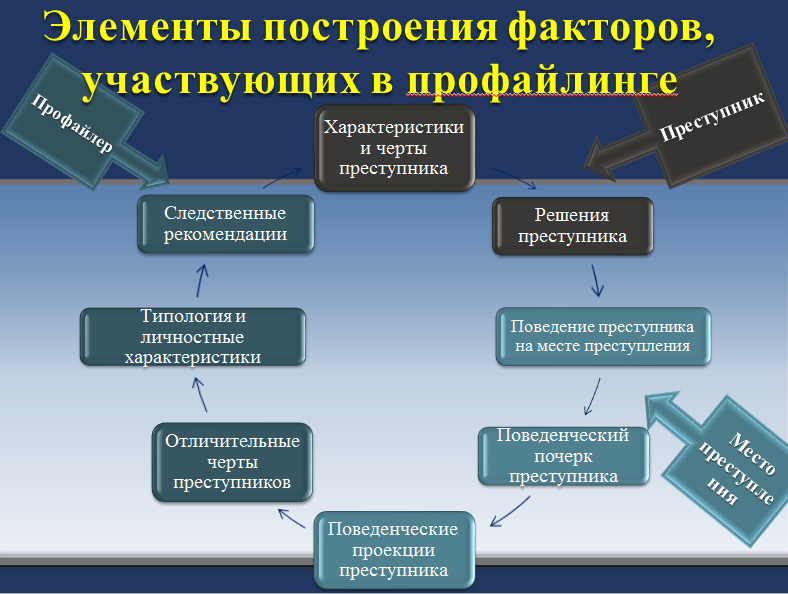 Элементы построения факторов,
участвующих в профайлинге
Профайлер
Преступник
Характеристики
и черты
преступника
Решения
преступника
Поведение преступника
на месте преступления
Поведенческий
почерк
преступника
Место
преступле
ния
Поведенческие
проекции
преступника
Отличительные
черты
преступников
Типология и
личностные
характеристики
Следственные
рекомендации